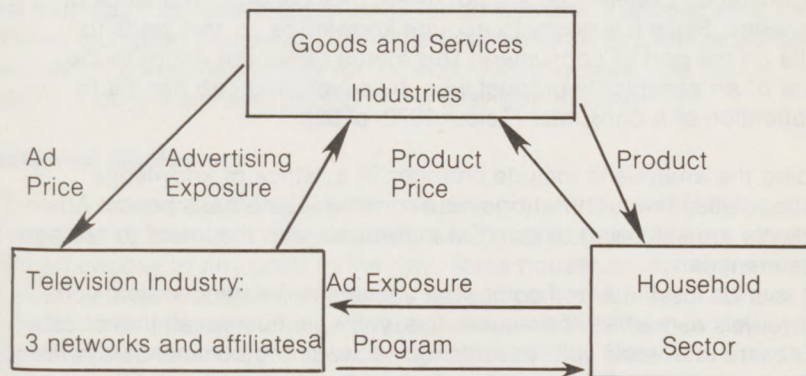 Goods and Services
Industries
Ad
Price
Advertising
Exposure
Product
Price
Product
Television Industry:
3 networks and affiliatesa
Ad Exposure
Program
Household
Sector